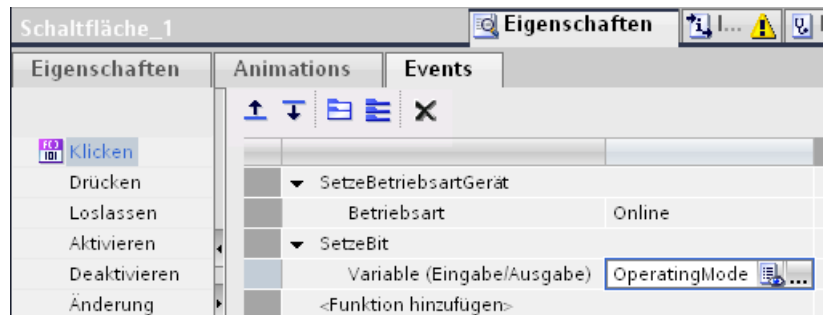 Schaltfläche_1 Eigenschaften I...
Eigenschaften Animations Events
Klicken
Drücken
Loslassen
Aktivieren
Deaktivieren
Änderung
SetzeBetriebsartGerät
Betriebsart Online
SetzeBit
Variable (Eingabe/Ausgabe) OperatingMode ...
<Funktion hinzufügen>